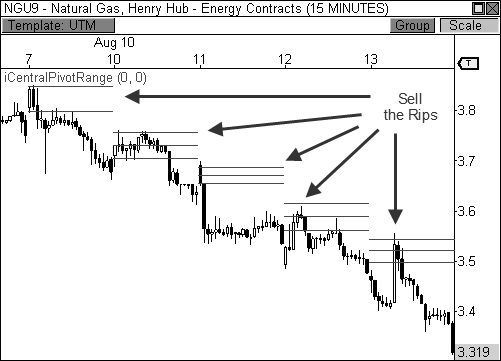 NGU9 - Natural Gas, Henry Hub - Energy Contracts (15 MINUTES)
Template: UTM
Group
Scale
Aug 10
7
10
11
12
13
T
iCentralPivotRange (0, 0)
Sell
the Rips
3.8
3.7
3.6
3.5
3.4
3.319